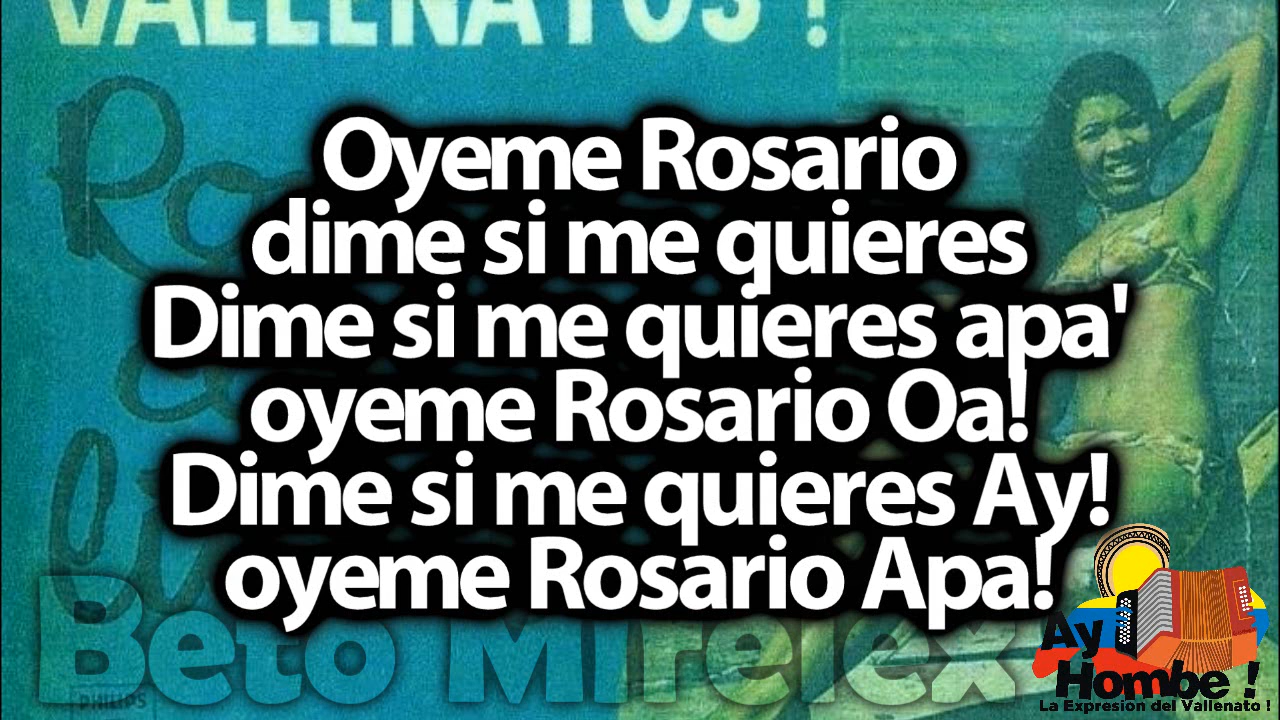 VALLENATOS !
Oyeme Rosario
dime si me quieres
Dime si me quieres apa'
oyeme Rosario Oa!
Dime si me quieres Ay!
oyeme Rosario Apa!
Beto Mirelex
PHILIPS
Ay
Hombe !
La Expresion del Vallenato !